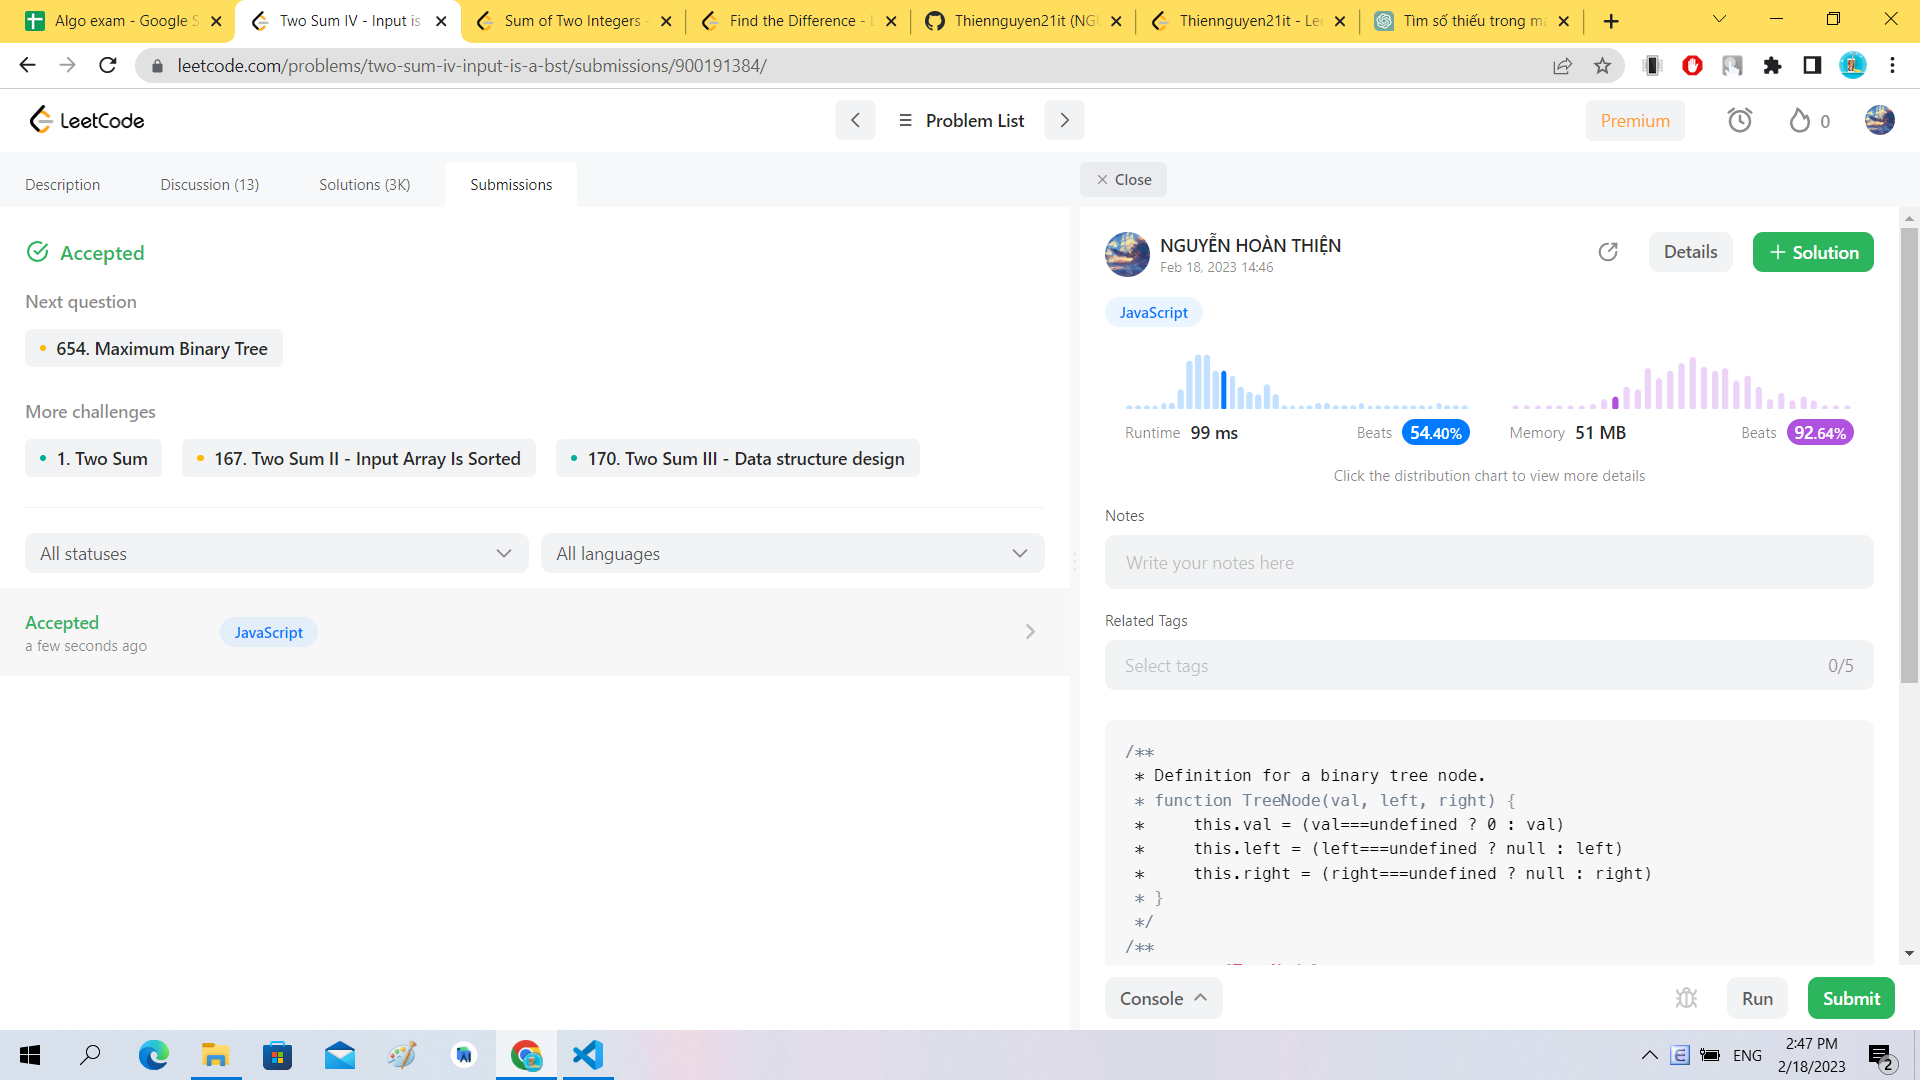 Algo exam - Google S
Two Sum IV - Input is
Sum of Two Integers -
Find the Difference - L
Thiennguyen21it (NGU
Thiennguyen21it - Lee
Tìm số thiếu trong mả
leetcode.com/problems/two-sum-iv-input-is-a-bst/submissions/900191384/
LeetCode
Problem List
Premium
0
Description
Discussion (13)
Solutions (3K)
Submissions
Close
Accepted
Next question
654. Maximum Binary Tree
More challenges
1. Two Sum
167. Two Sum II - Input Array Is Sorted
170. Two Sum III - Data structure design
All statuses
All languages
Accepted
a few seconds ago
JavaScript
NGUYỄN HOÀN THIỆN
Feb 18, 2023 14:46
Details
+ Solution
JavaScript
Runtime 99 ms Beats 54.40%
Memory 51 MB Beats 92.64%
Click the distribution chart to view more details
Notes
Write your notes here
Related Tags
Select tags
0/5
/**
* Definition for a binary tree node.
* function TreeNode(val, left, right) {
*     this.val = (val===undefined ? 0 : val)
*     this.left = (left===undefined ? null : left)
*     this.right = (right===undefined ? null : right)
* }
*/
/**
Console
Run
Submit
ENG
2:47 PM
2/18/2023
2